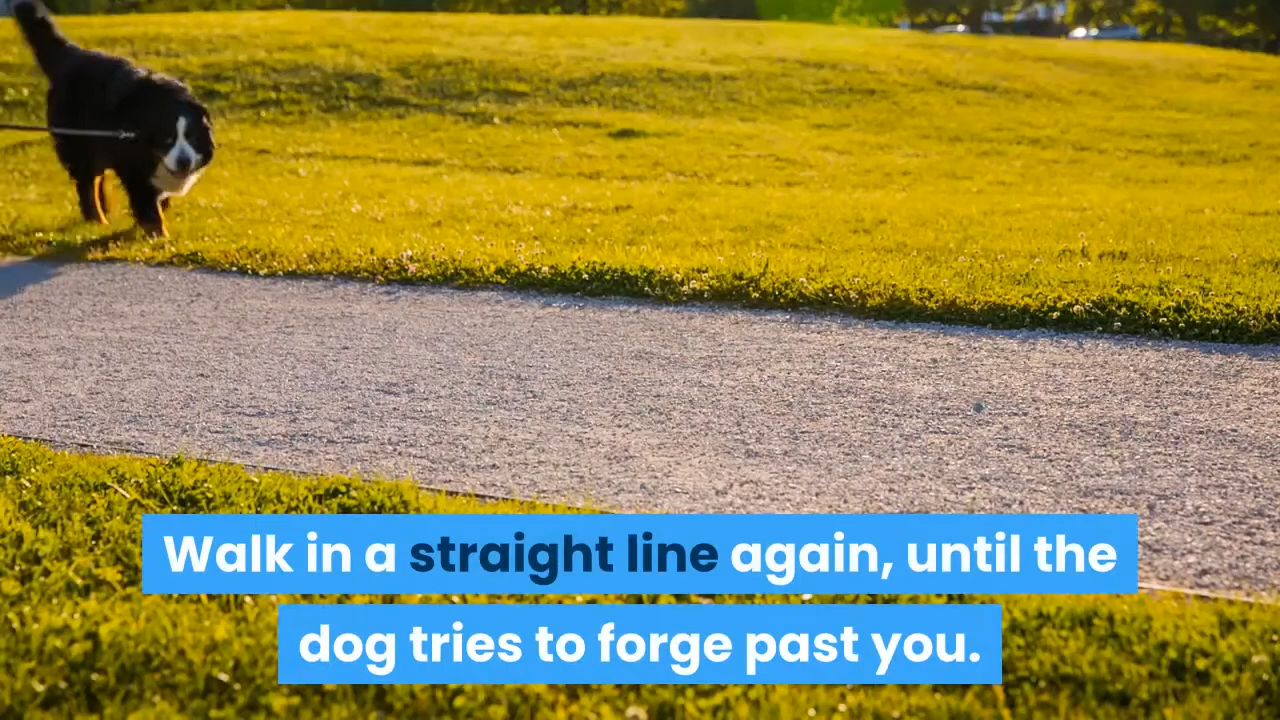 Walk in a straight line again, until the
dog tries to forge past you.